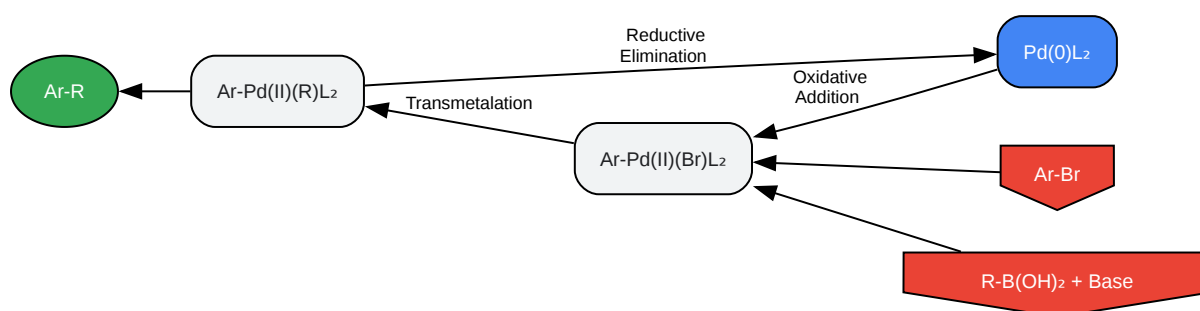 Reductive
Elimination
Pd(0)L₂
Oxidative
Addition
Ar-R
Ar-Pd(II)(R)L₂
Transmetalation
Ar-Pd(II)(Br)L₂
Ar-Br
R-B(OH)₂ + Base